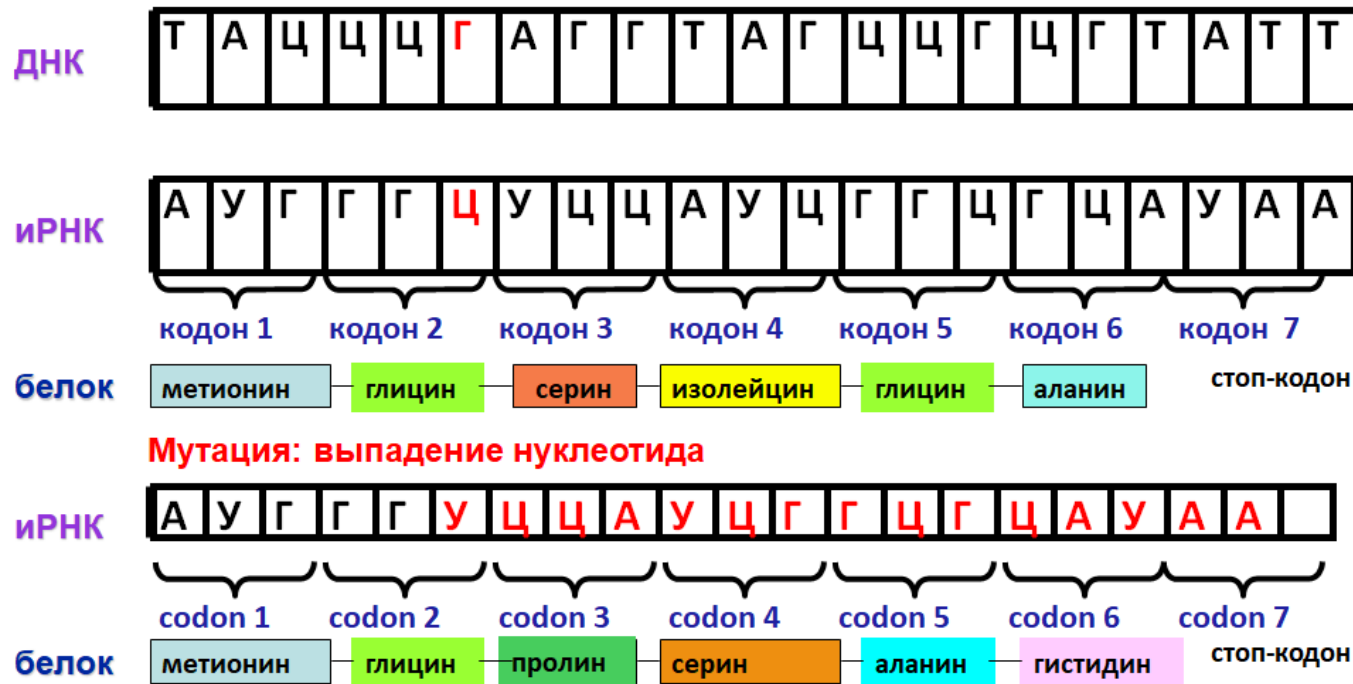 ДНК Т А Ц Ц Ц Г А Г Г Т А Г Ц Ц Г Ц Г Т А Т Т
иРНК А У Г Г Г Ц У Ц Ц А У Ц Г Г Ц Г Ц А У А А
кодон 1 кодон 2 кодон 3 кодон 4 кодон 5 кодон 6 кодон 7
белок метионин глицин серин изолейцин глицин аланин стоп-кодон
Мутация: выпадение нуклеотида
иРНК А У Г Г Г У Ц Ц А У Ц Г Г Ц Г Ц А У А А
codon 1 codon 2 codon 3 codon 4 codon 5 codon 6 codon 7
белок метионин глицин пролин серин аланин гистидин стоп-кодон